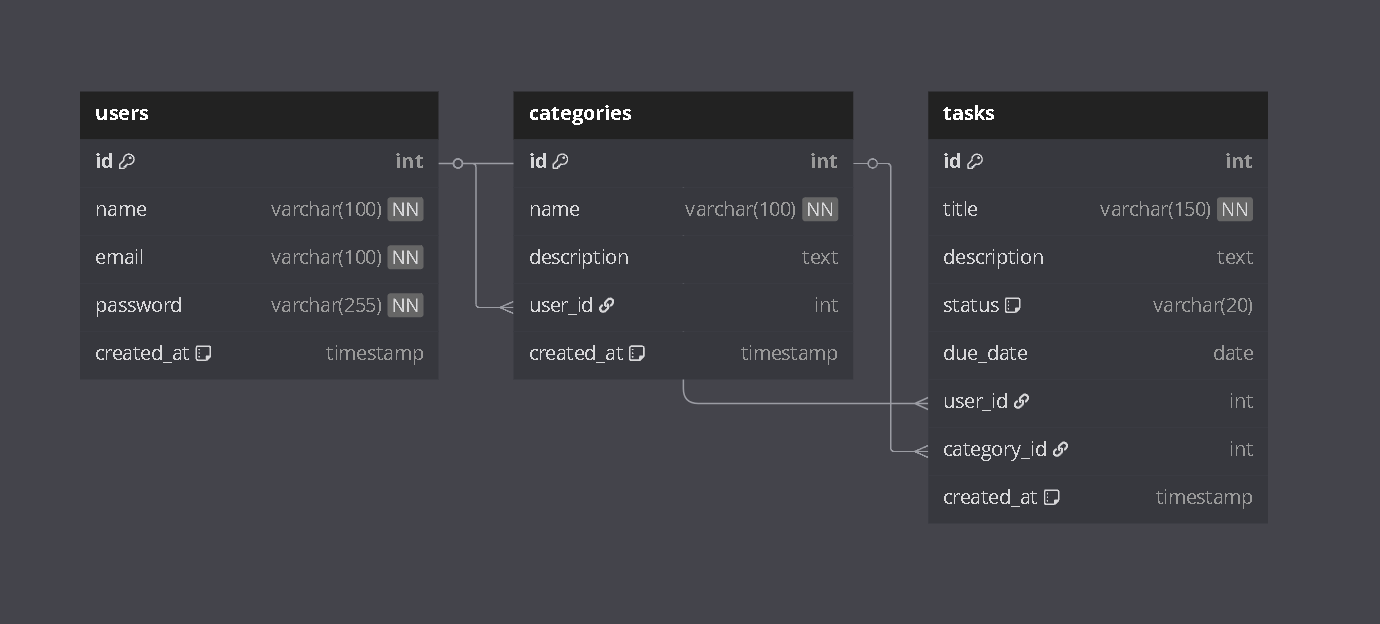 users
id int
name varchar(100) NN
email varchar(100) NN
password varchar(255) NN
created_at timestamp
categories
id int
name varchar(100) NN
description text
user_id int
created_at timestamp
tasks
id int
title varchar(150) NN
description text
status varchar(20)
due_date date
user_id int
category_id int
created_at timestamp